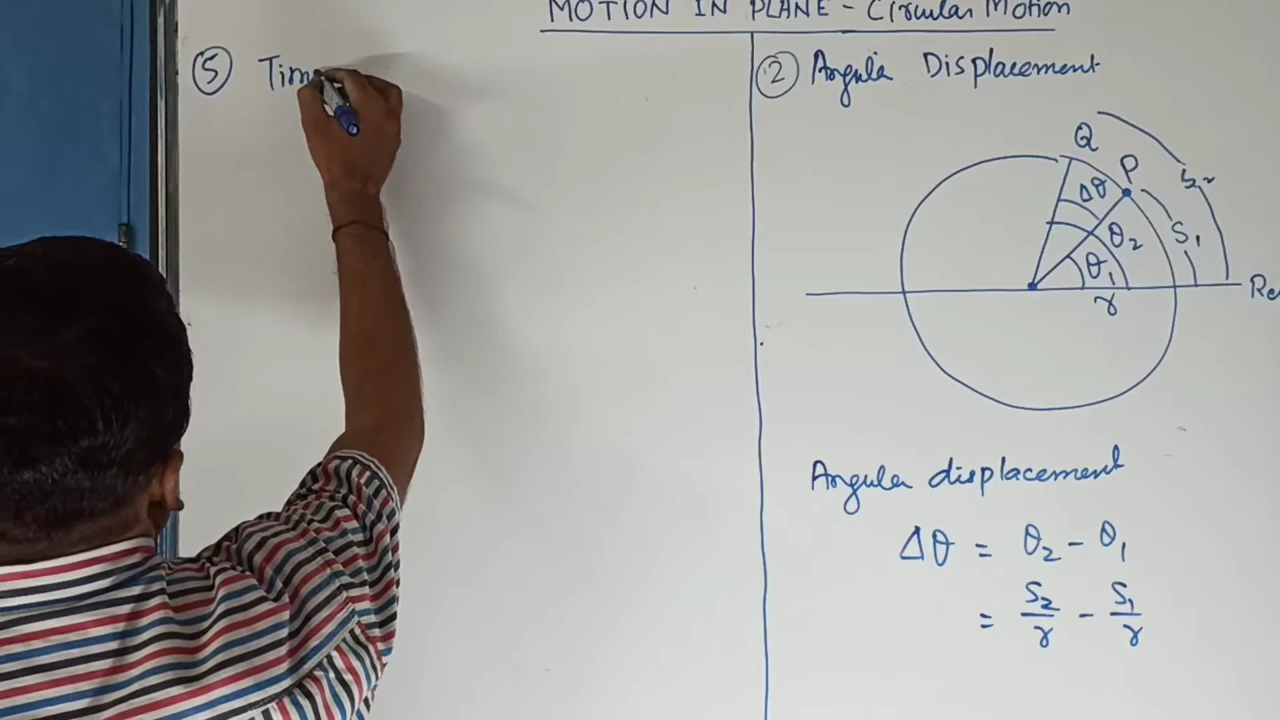 MOTION IN PLANE - Circular Motion
⑤ Tim
② Angular Displacement
Q
P
S₂
Δθ
θ₂
S₁
θ₁
r
Re
Angular displacement
Δθ = θ₂ - θ₁
= S₂/r - S₁/r